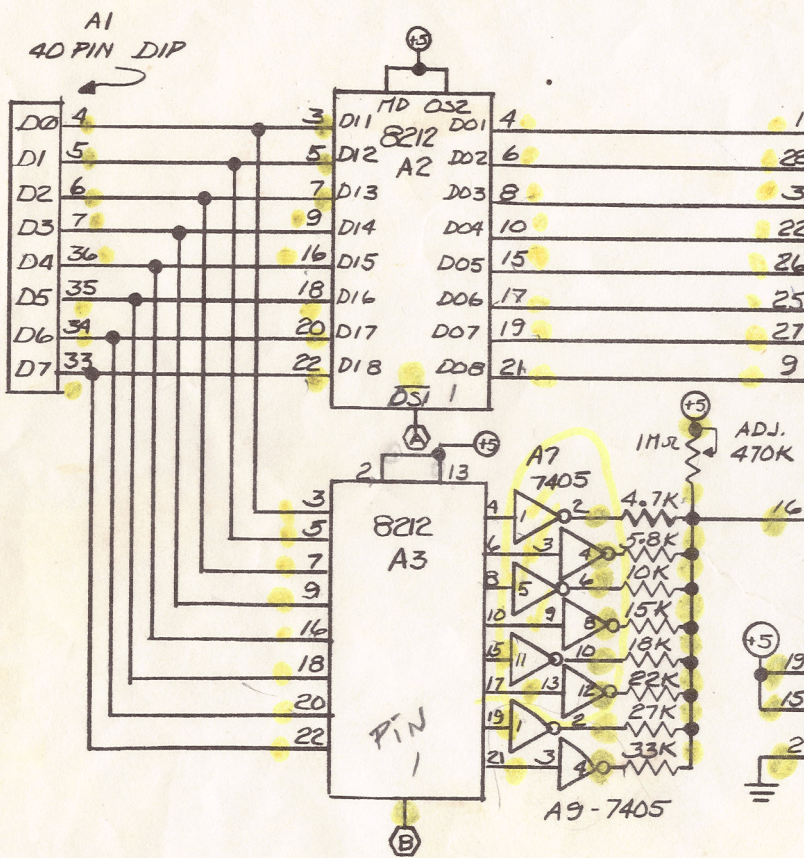 A1
40 PIN DIP
+5
MD DS2
D0 4 3 DI1 8212 DO1 4 1
D1 5 5 DI2 A2 DO2 6 28
D2 6 7 DI3 DO3 8 3
D3 7 9 DI4 DO4 10 22
D4 36 16 DI5 DO5 15 26
D5 35 18 DI6 DO6 17 25
D6 34 20 DI7 DO7 19 27
D7 33 22 DI8 DO8 21 9
DS1 1
A
+5
1MΩ ADJ.
470K
+5
2 13
A7
7405
3 8212 4 1 2 4.7K 16
5 A3 6 3 4 5.8K
7 8 5 6 10K
9 10 9 8 15K
16 15 11 10 18K
18 17 13 12 22K
20 19 1 2 27K
22 21 3 4 33K
PIN
1
+5
19
15
2
A9-7405
B